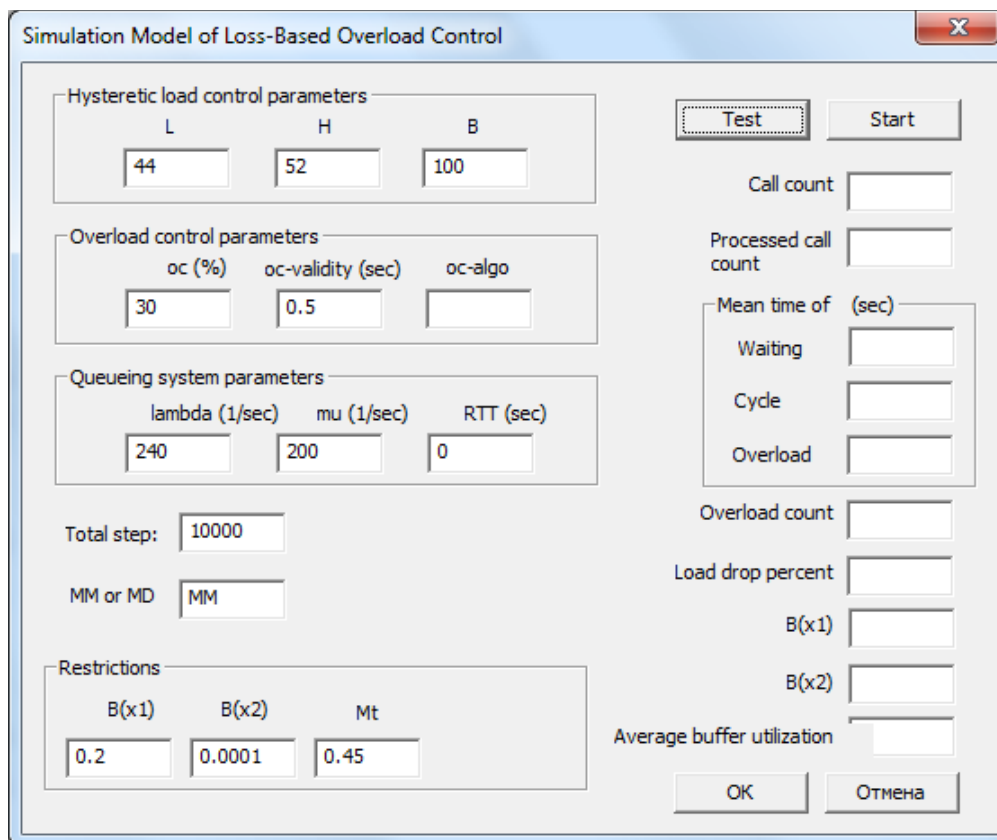 Simulation Model of Loss-Based Overload Control
X
Hysteretic load control parameters
L H B
44 52 100
Overload control parameters
oc (%) oc-validity (sec) oc-algo
30 0.5
Queueing system parameters
lambda (1/sec) mu (1/sec) RTT (sec)
240 200 0
Total step: 10000
MM or MD MM
Restrictions
B(x1) B(x2) Mt
0.2 0.0001 0.45
Test Start
Call count
Processed call
count
Mean time of (sec)
Waiting
Cycle
Overload
Overload count
Load drop percent
B(x1)
B(x2)
Average buffer utilization
OK Отмена